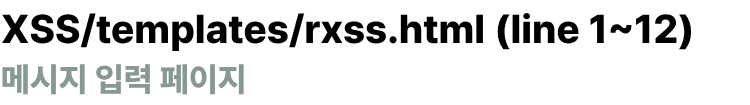 XSS/templates/rxss.html (line 1~12)
메시지 입력 페이지